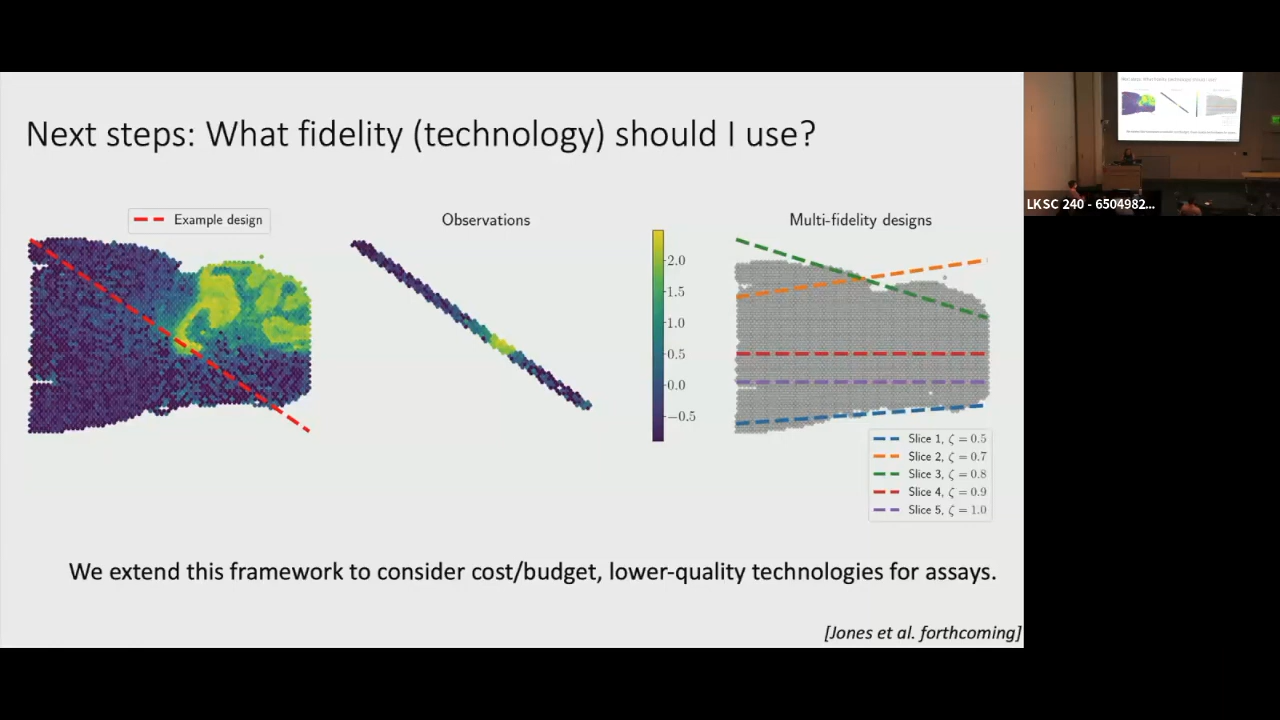 Next steps: What fidelity (technology) should I use?
Example design
Observations
2.0
1.5
1.0
0.5
0.0
−0.5
Multi-fidelity designs
Slice 1, ζ = 0.5
Slice 2, ζ = 0.7
Slice 3, ζ = 0.8
Slice 4, ζ = 0.9
Slice 5, ζ = 1.0
We extend this framework to consider cost/budget, lower-quality technologies for assays.
[Jones et al. forthcoming]
LKSC 240 - 6504982...